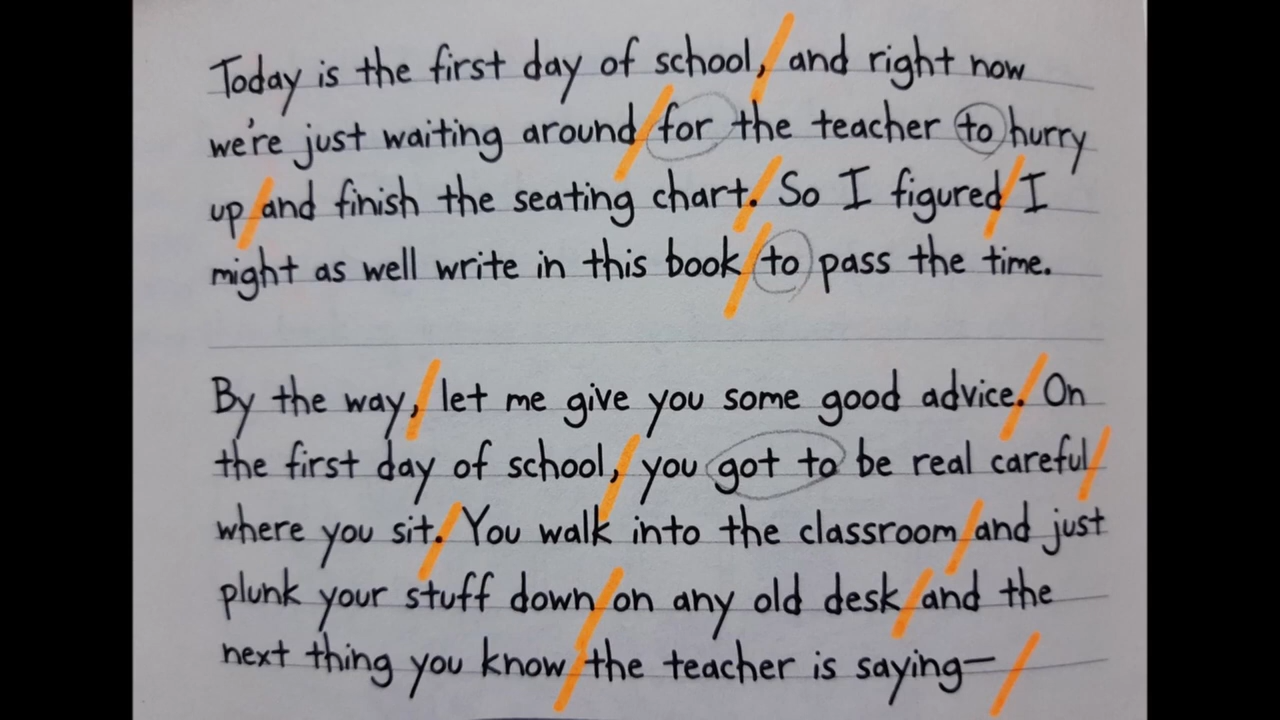 Today is the first day of school, and right now
we're just waiting around for the teacher to hurry
up and finish the seating chart. So I figured I
might as well write in this book to pass the time.
By the way, let me give you some good advice. On
the first day of school, you got to be real careful
where you sit. You walk into the classroom and just
plunk your stuff down on any old desk and the
next thing you know the teacher is saying—